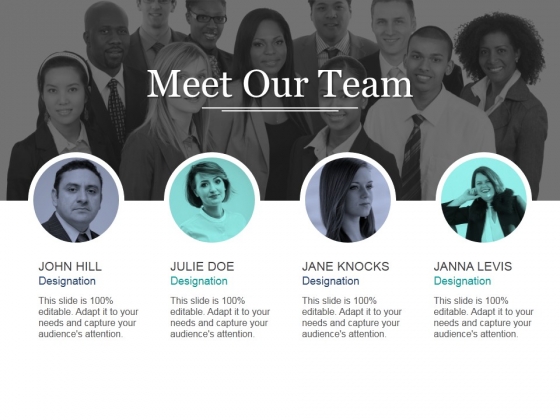 Meet Our Team
JOHN HILL
Designation
This slide is 100%
editable. Adapt it to your
needs and capture your
audience's attention.
JULIE DOE
Designation
This slide is 100%
editable. Adapt it to your
needs and capture your
audience's attention.
JANE KNOCKS
Designation
This slide is 100%
editable. Adapt it to your
needs and capture your
audience's attention.
JANNA LEVIS
Designation
This slide is 100%
editable. Adapt it to your
needs and capture your
audience's attention.